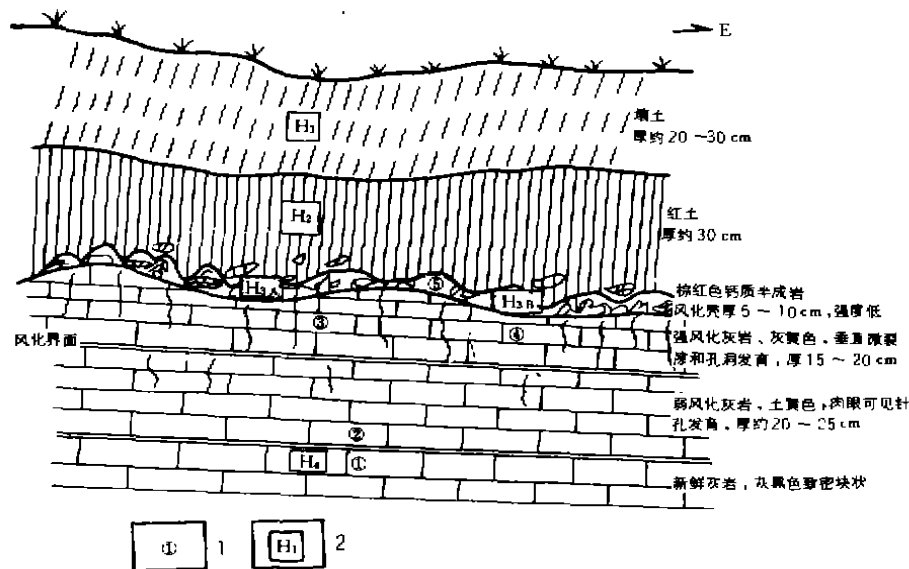 E
H₁
墙土
厚约 20 ~30 cm
H₂
红土
厚约 30 cm
⑤
H₃A
H₃B
棕红色钙质半成岩
风化壳厚 5 ~ 10 cm,强度低
③
④
风化界面
强风化灰岩、灰黄色、垂直微裂
隙和孔洞发育,厚 15 ~ 20 cm
弱风化灰岩、土黄色,肉眼可见针
孔发育,厚约 20 ~ 25 cm
②
H₄
①
新鲜灰岩,灰黑色致密块状
① 1
H₁ 2